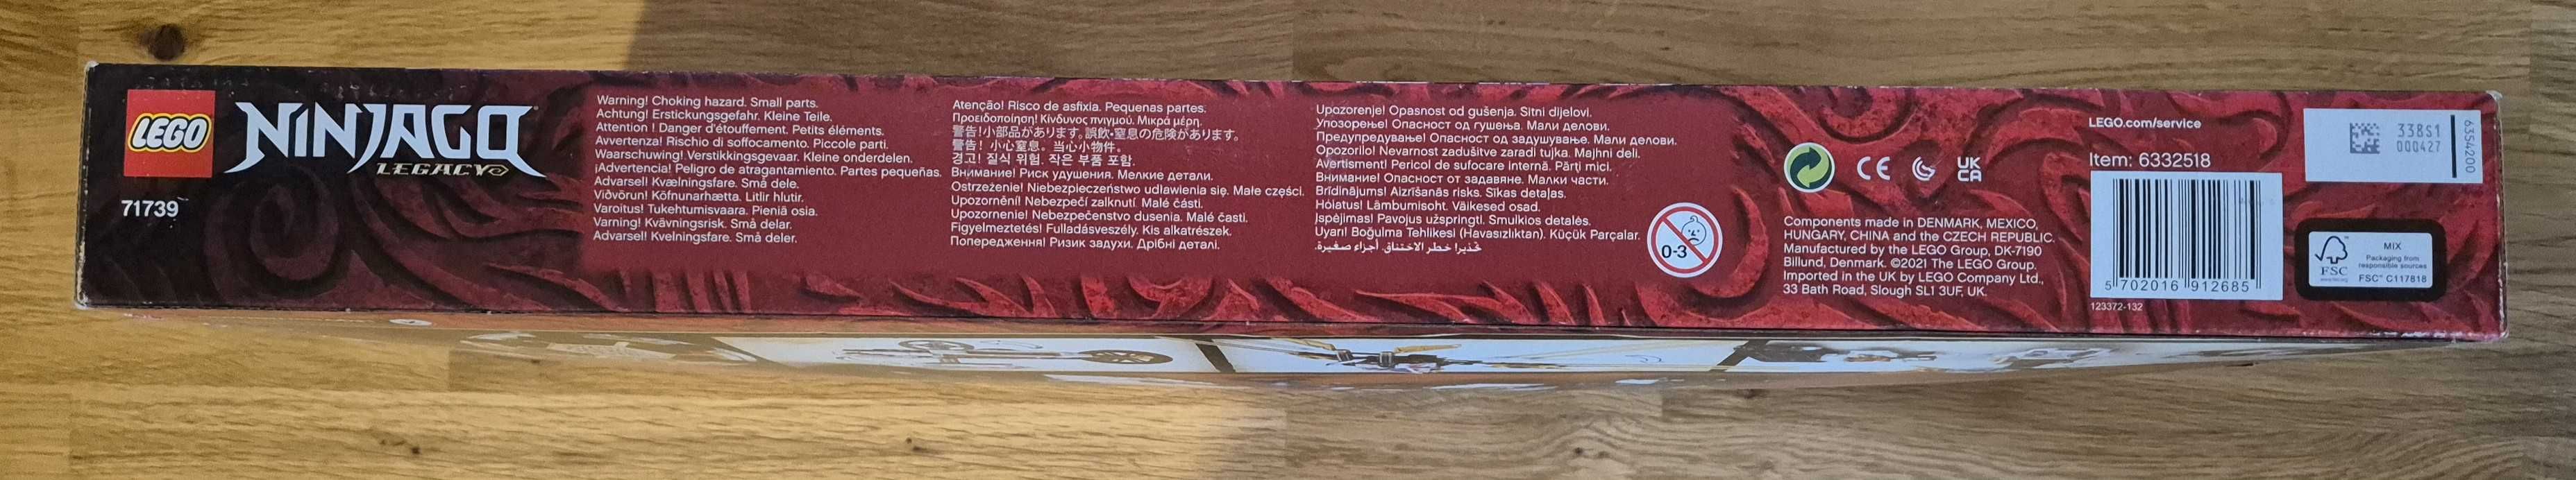 LEGO
NINJAGO
LEGACY
71739
Warning! Choking hazard. Small parts.
Achtung! Erstickungsgefahr. Kleine Teile.
Attention ! Danger d'étouffement. Petits éléments.
Avvertenza! Rischio di soffocamento. Piccole parti.
Waarschuwing! Verstikkingsgevaar. Kleine onderdelen.
¡Advertencia! Peligro de atragantamiento. Partes pequeñas.
Advarsel! Kvælningsfare. Små dele.
Viðvörun! Köfnunarhætta. Litlir hlutir.
Varoitus! Tukehtumisvaara. Pieniä osia.
Varning! Kvävningsrisk. Små delar.
Advarsel! Kvelningsfare. Små deler.
Atenção! Risco de asfixia. Pequenas partes.
Προειδοποίηση! Κίνδυνος πνιγμού. Μικρά μέρη.
警告!小部品があります。誤飲・窒息の危険があります。
警告! 小心窒息。当心小物件。
경고! 질식 위험. 작은 부품 포함.
Внимание! Риск удушения. Мелкие детали.
Ostrzeżenie! Niebezpieczeństwo udławienia się. Małe części.
Upozornění! Nebezpečí zalknutí. Malé části.
Upozornenie! Nebezpečenstvo dusenia. Malé časti.
Figyelmeztetés! Fulladásveszély. Kis alkatrészek.
Попередження! Ризик задухи. Дрібні деталі.
Upozorenje! Opasnost od gušenja. Sitni dijelovi.
Упозорење! Опасност од гушења. Мали делови.
Предупредување! Опасност од задушување. Мали делови.
Opozorilo! Nevarnost zadušitve zaradi tujka. Majhni deli.
Avertisment! Pericol de sufocare internă. Părţi mici.
Внимание! Опасност от задавяне. Малки части.
Brīdinājums! Aizrīšanās risks. Sīkas detaļas.
Hoiatus! Lämbumisoht. Väikesed osad.
Įspėjimas! Pavojus užspringti. Smulkios detalės.
Uyarı! Boğulma Tehlikesi (Havasızlıktan). Küçük Parçalar.
تحذير! خطر الاختناق. أجزاء صغيرة.
0-3
CE
UK
CA
Components made in DENMARK, MEXICO,
HUNGARY, CHINA and the CZECH REPUBLIC.
Manufactured by the LEGO Group, DK-7190
Billund, Denmark. ©2021 The LEGO Group.
Imported in the UK by LEGO Company Ltd.,
33 Bath Road, Slough SL1 3UF, UK.
LEGO.com/service
Item: 6332518
5 702016 912685
123372-132
338S1
000427
6354200
FSC
www.fsc.org
MIX
Packaging from
responsible sources
FSC® C117818